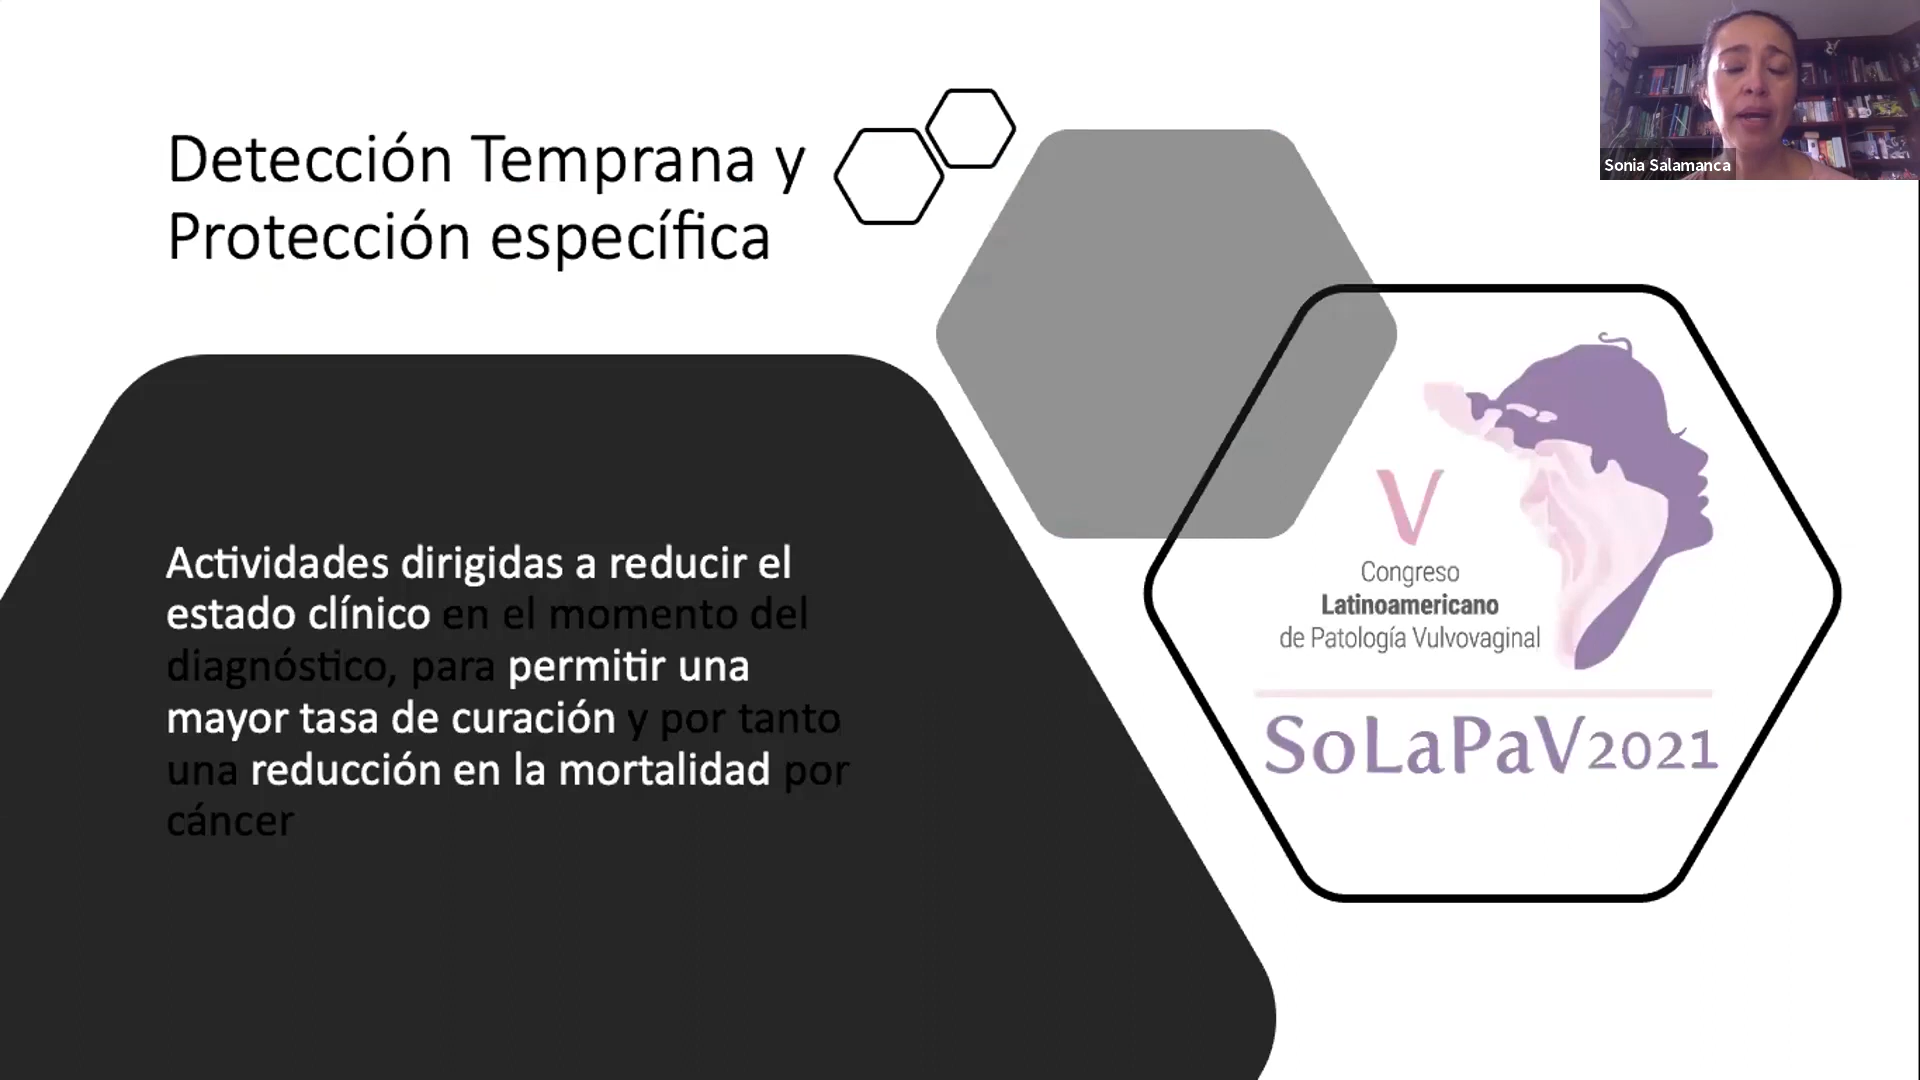 Detección Temprana y
Protección específica
Actividades dirigidas a reducir el
estado clínico en el momento del
diagnóstico, para permitir una
mayor tasa de curación y por tanto
una reducción en la mortalidad por
cáncer
V
Congreso
Latinoamericano
de Patología Vulvovaginal
SoLaPaV2021
Sonia Salamanca